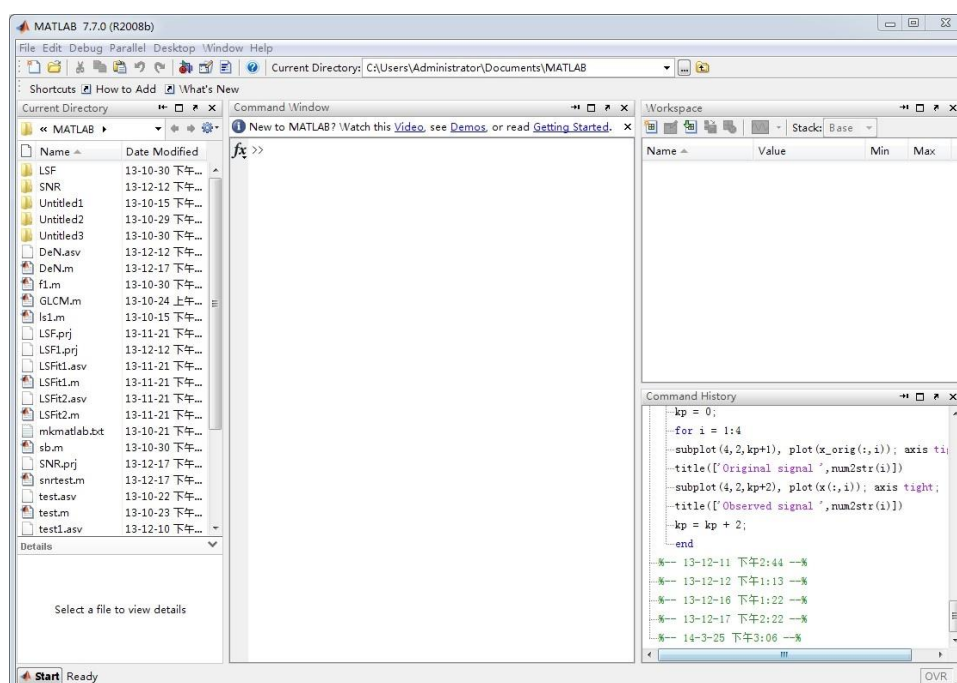 MATLAB 7.7.0 (R2008b)
File Edit Debug Parallel Desktop Window Help
Current Directory: C:\Users\Administrator\Documents\MATLAB
Shortcuts How to Add What's New
Current Directory
« MATLAB
Name Date Modified
LSF 13-10-30 下午...
SNR 13-12-12 下午...
Untitled1 13-10-15 下午...
Untitled2 13-10-29 下午...
Untitled3 13-10-30 下午...
DeN.asv 13-12-12 下午...
DeN.m 13-12-17 下午...
f1.m 13-10-30 下午...
GLCM.m 13-10-24 上午...
ls1.m 13-10-15 下午...
LSF.prj 13-11-21 下午...
LSF1.prj 13-12-12 下午...
LSFit1.asv 13-11-21 下午...
LSFit1.m 13-11-21 下午...
LSFit2.asv 13-11-21 下午...
LSFit2.m 13-11-21 下午...
mkmatlab.txt 13-10-21 下午...
sb.m 13-10-30 下午...
SNR.prj 13-12-17 下午...
snrtest.m 13-12-17 下午...
test.asv 13-10-22 下午...
test.m 13-10-23 下午...
test1.asv 13-12-10 下午...
Details
Select a file to view details
Command Window
New to MATLAB? Watch this Video, see Demos, or read Getting Started.
fx >>
Workspace
Stack: Base
Name Value Min Max
Command History
kp = 0;
for i = 1:4
subplot(4,2,kp+1), plot(x_orig(:,i)); axis tig
title(['Original signal ',num2str(i)])
subplot(4,2,kp+2), plot(x(:,i)); axis tight;
title(['Observed signal ',num2str(i)])
kp = kp + 2;
end
%-- 13-12-11 下午2:44 --%
%-- 13-12-12 下午1:13 --%
%-- 13-12-16 下午1:22 --%
%-- 13-12-17 下午2:22 --%
%-- 14-3-25 下午3:06 --%
Start Ready
OVR